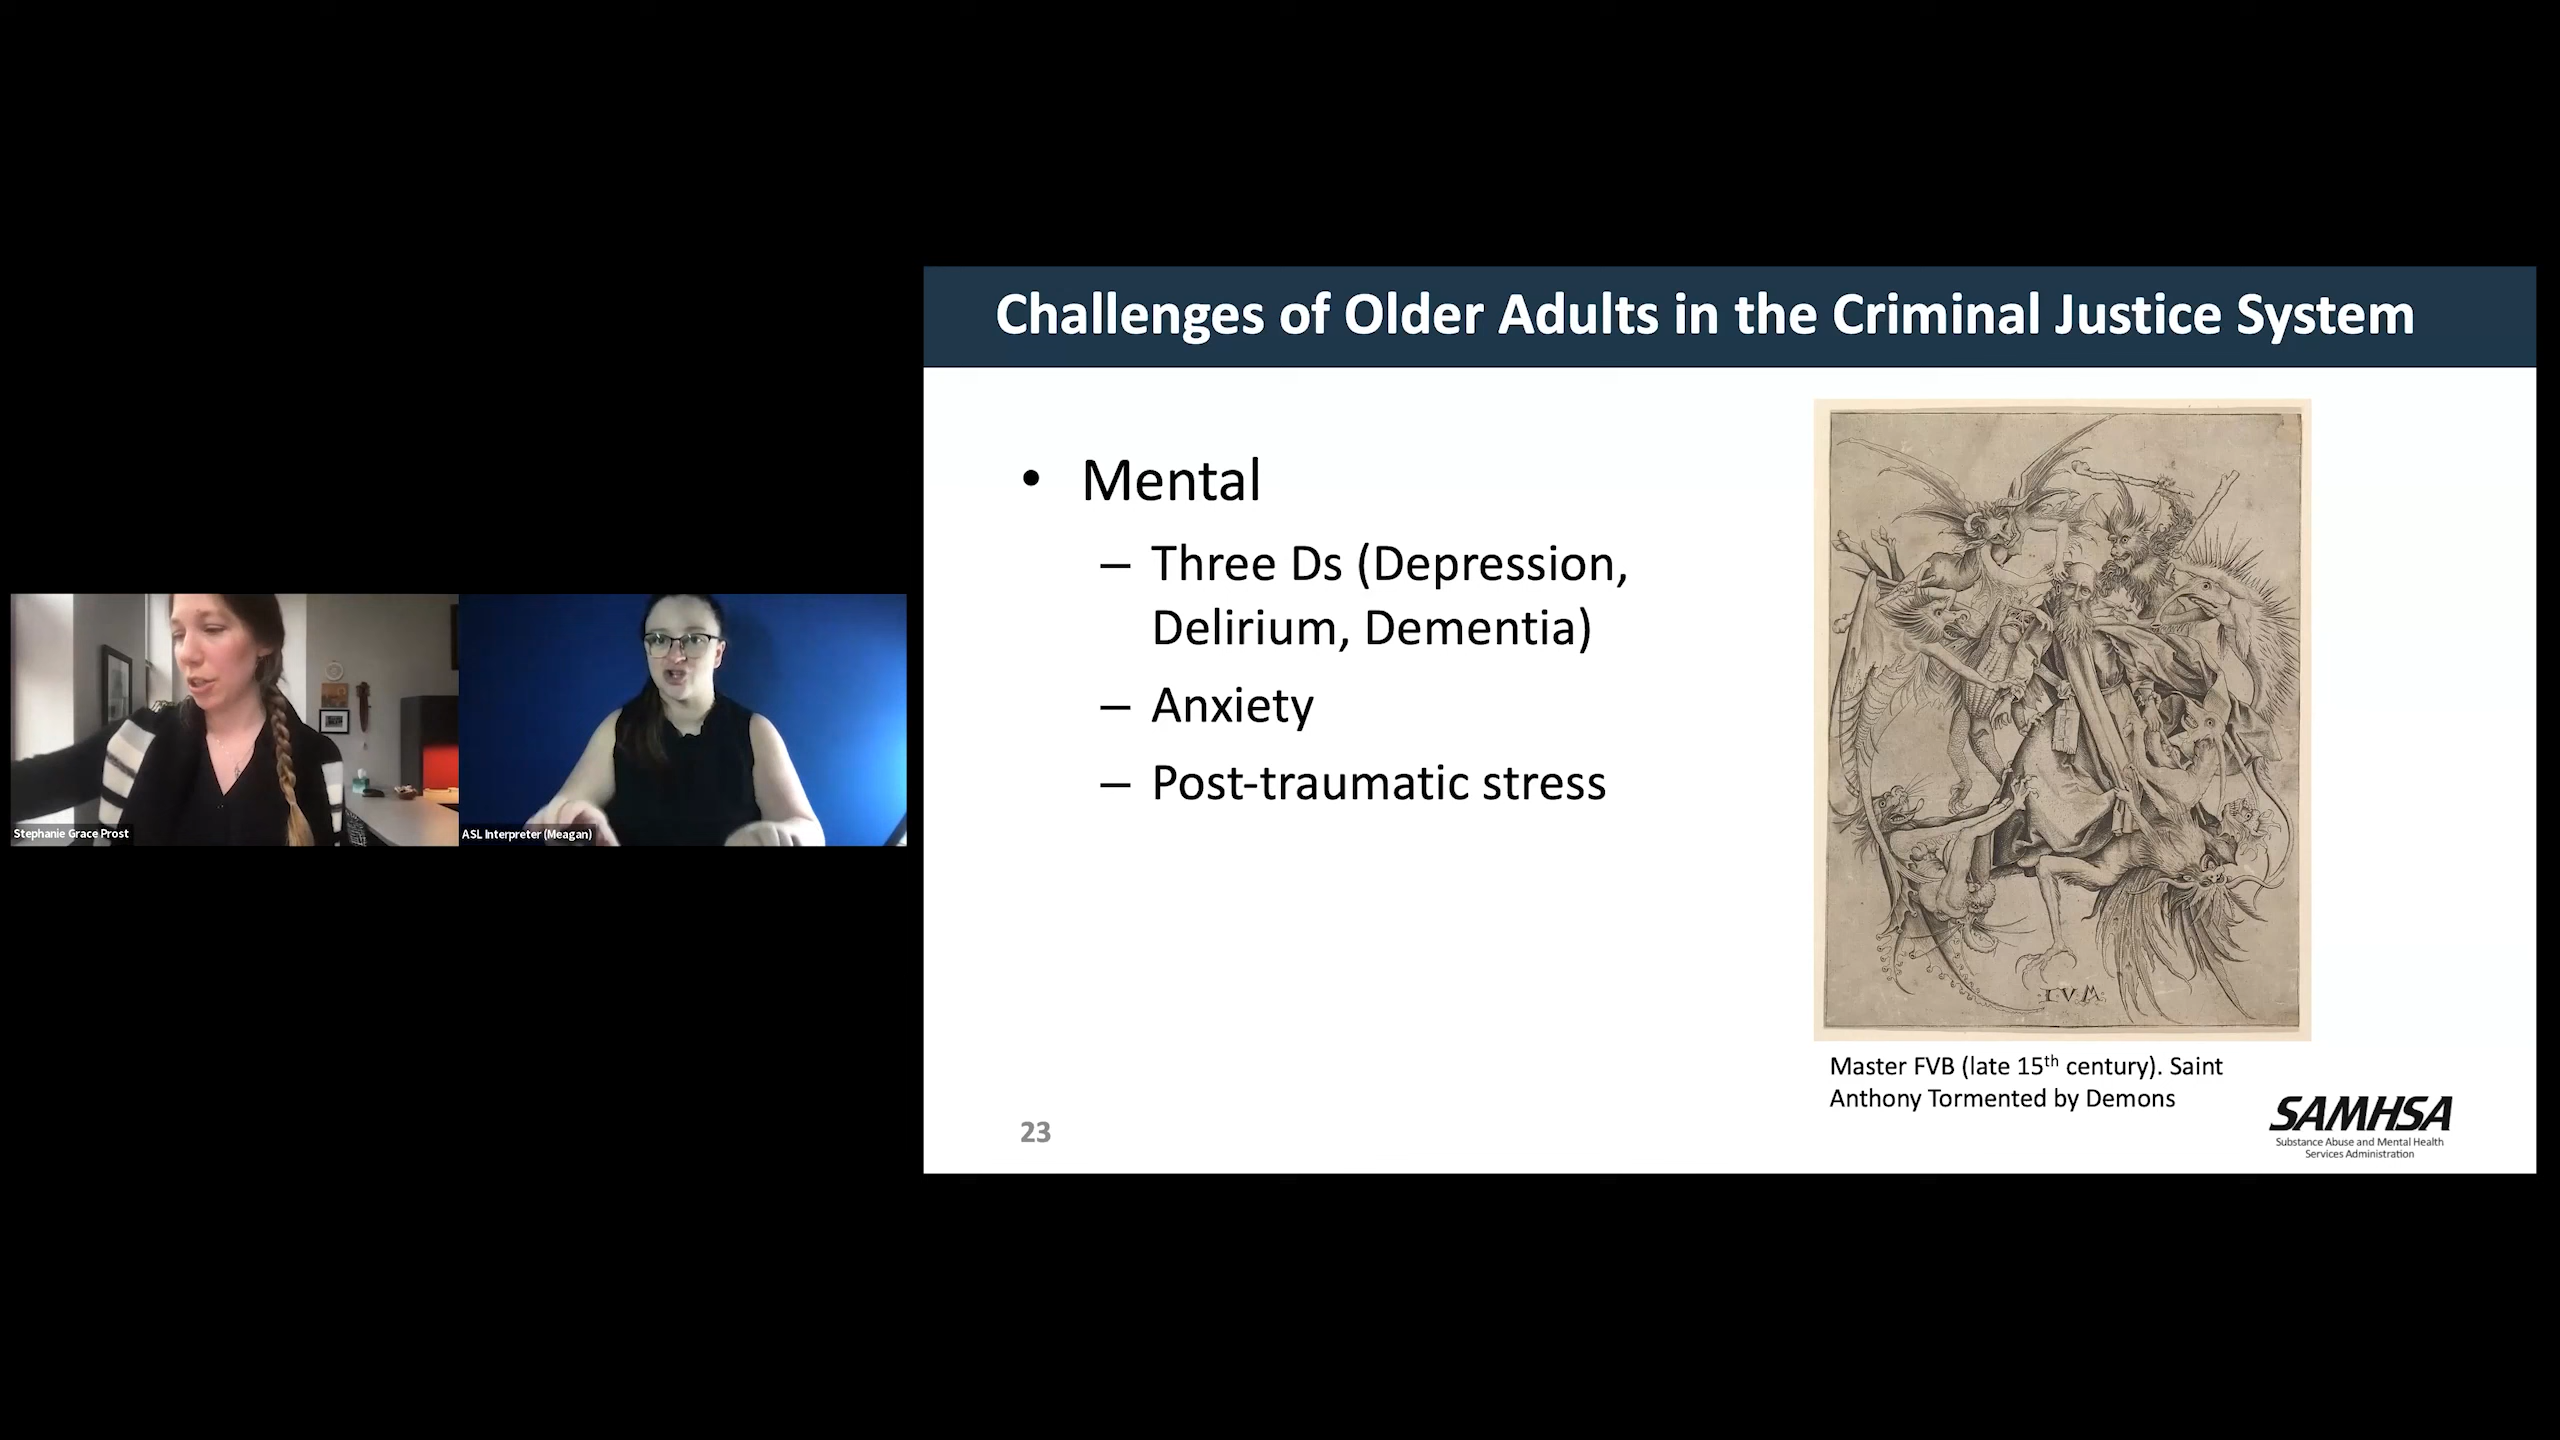 Challenges of Older Adults in the Criminal Justice System
• Mental
– Three Ds (Depression,
Delirium, Dementia)
– Anxiety
– Post-traumatic stress
Stephanie Grace Prost
ASL Interpreter (Meagan)
I V M
Master FVB (late 15th century). Saint
Anthony Tormented by Demons
23
SAMHSA
Substance Abuse and Mental Health
Services Administration